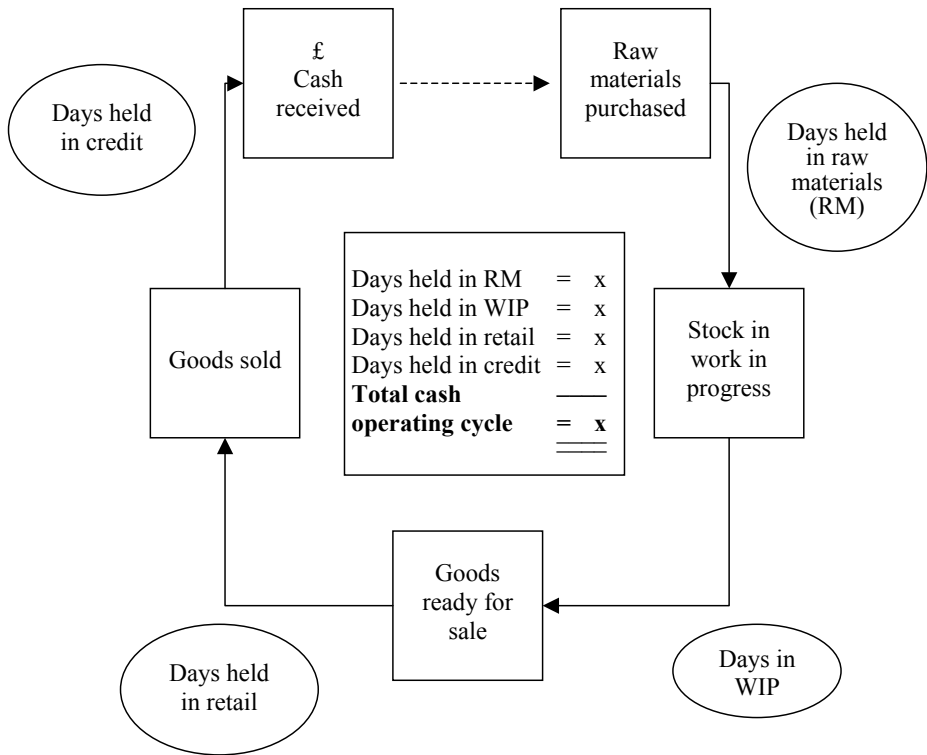 £
Cash
received
Raw
materials
purchased
Days held
in credit
Days held
in raw
materials
(RM)
Days held in RM = x
Days held in WIP = x
Days held in retail = x
Days held in credit = x
Total cash
operating cycle = x
Goods sold
Stock in
work in
progress
Goods
ready for
sale
Days held
in retail
Days in
WIP